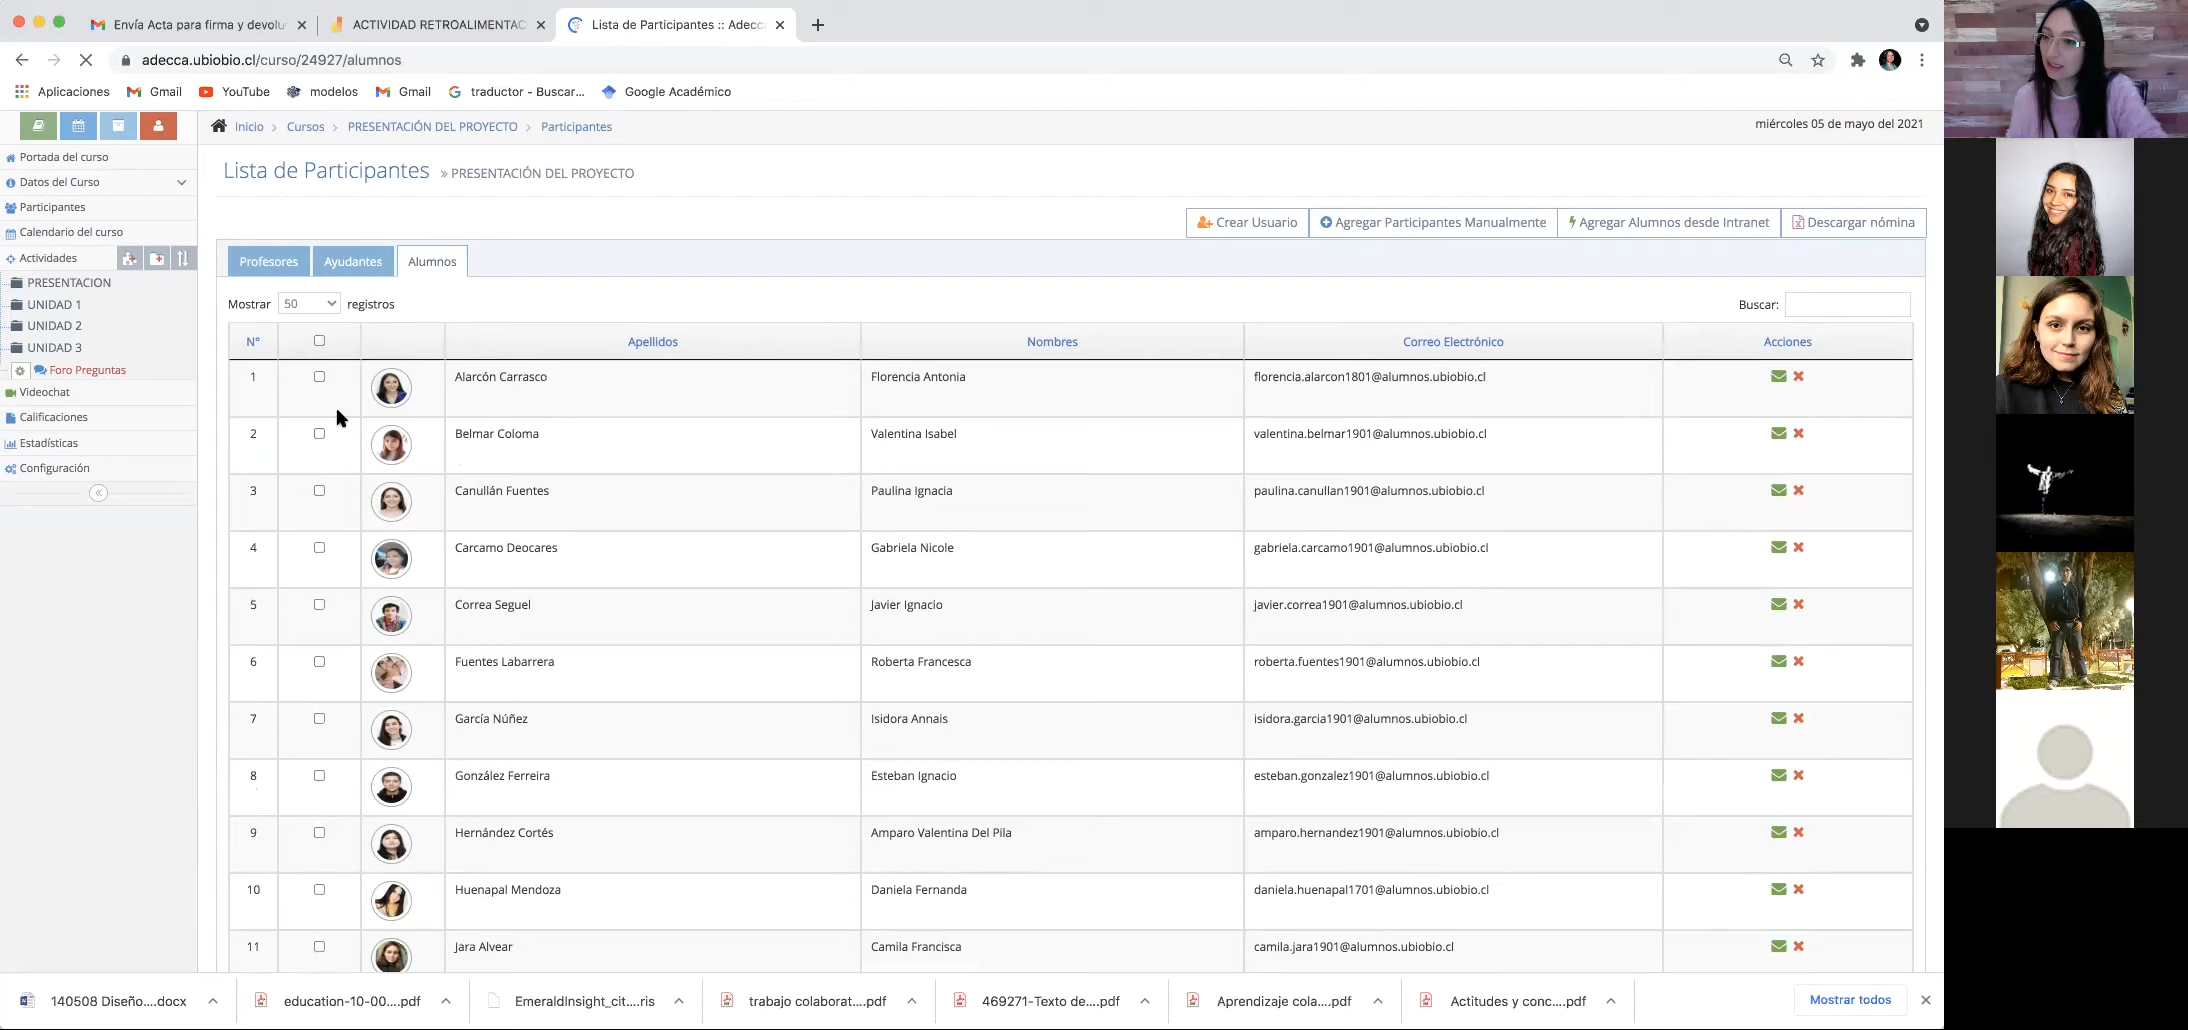 Envía Acta para firma y devolu
ACTIVIDAD RETROALIMENTAC
Lista de Participantes :: Adecca
adecca.ubiobio.cl/curso/24927/alumnos
Aplicaciones
Gmail
YouTube
modelos
Gmail
traductor - Buscar...
Google Académico
Inicio > Cursos > PRESENTACIÓN DEL PROYECTO > Participantes
miércoles 05 de mayo del 2021
Portada del curso
Datos del Curso
Participantes
Calendario del curso
Actividades
PRESENTACION
UNIDAD 1
UNIDAD 2
UNIDAD 3
Foro Preguntas
Videochat
Calificaciones
Estadísticas
Configuración
Lista de Participantes » PRESENTACIÓN DEL PROYECTO
Crear Usuario
Agregar Participantes Manualmente
Agregar Alumnos desde Intranet
Descargar nómina
Profesores
Ayudantes
Alumnos
Mostrar 50 registros
Buscar:
N° Apellidos Nombres Correo Electrónico Acciones
1 Alarcón Carrasco Florencia Antonia florencia.alarcon1801@alumnos.ubiobio.cl
2 Belmar Coloma Valentina Isabel valentina.belmar1901@alumnos.ubiobio.cl
3 Canullán Fuentes Paulina Ignacia paulina.canullan1901@alumnos.ubiobio.cl
4 Carcamo Deocares Gabriela Nicole gabriela.carcamo1901@alumnos.ubiobio.cl
5 Correa Seguel Javier Ignacio javier.correa1901@alumnos.ubiobio.cl
6 Fuentes Labarrera Roberta Francesca roberta.fuentes1901@alumnos.ubiobio.cl
7 García Núñez Isidora Annais isidora.garcia1901@alumnos.ubiobio.cl
8 González Ferreira Esteban Ignacio esteban.gonzalez1901@alumnos.ubiobio.cl
9 Hernández Cortés Amparo Valentina Del Pila amparo.hernandez1901@alumnos.ubiobio.cl
10 Huenapal Mendoza Daniela Fernanda daniela.huenapal1701@alumnos.ubiobio.cl
11 Jara Alvear Camila Francisca camila.jara1901@alumnos.ubiobio.cl
140508 Diseño....docx
education-10-00....pdf
EmeraldInsight_cit....ris
trabajo colaborat....pdf
469271-Texto de....pdf
Aprendizaje cola....pdf
Actitudes y conc....pdf
Mostrar todos